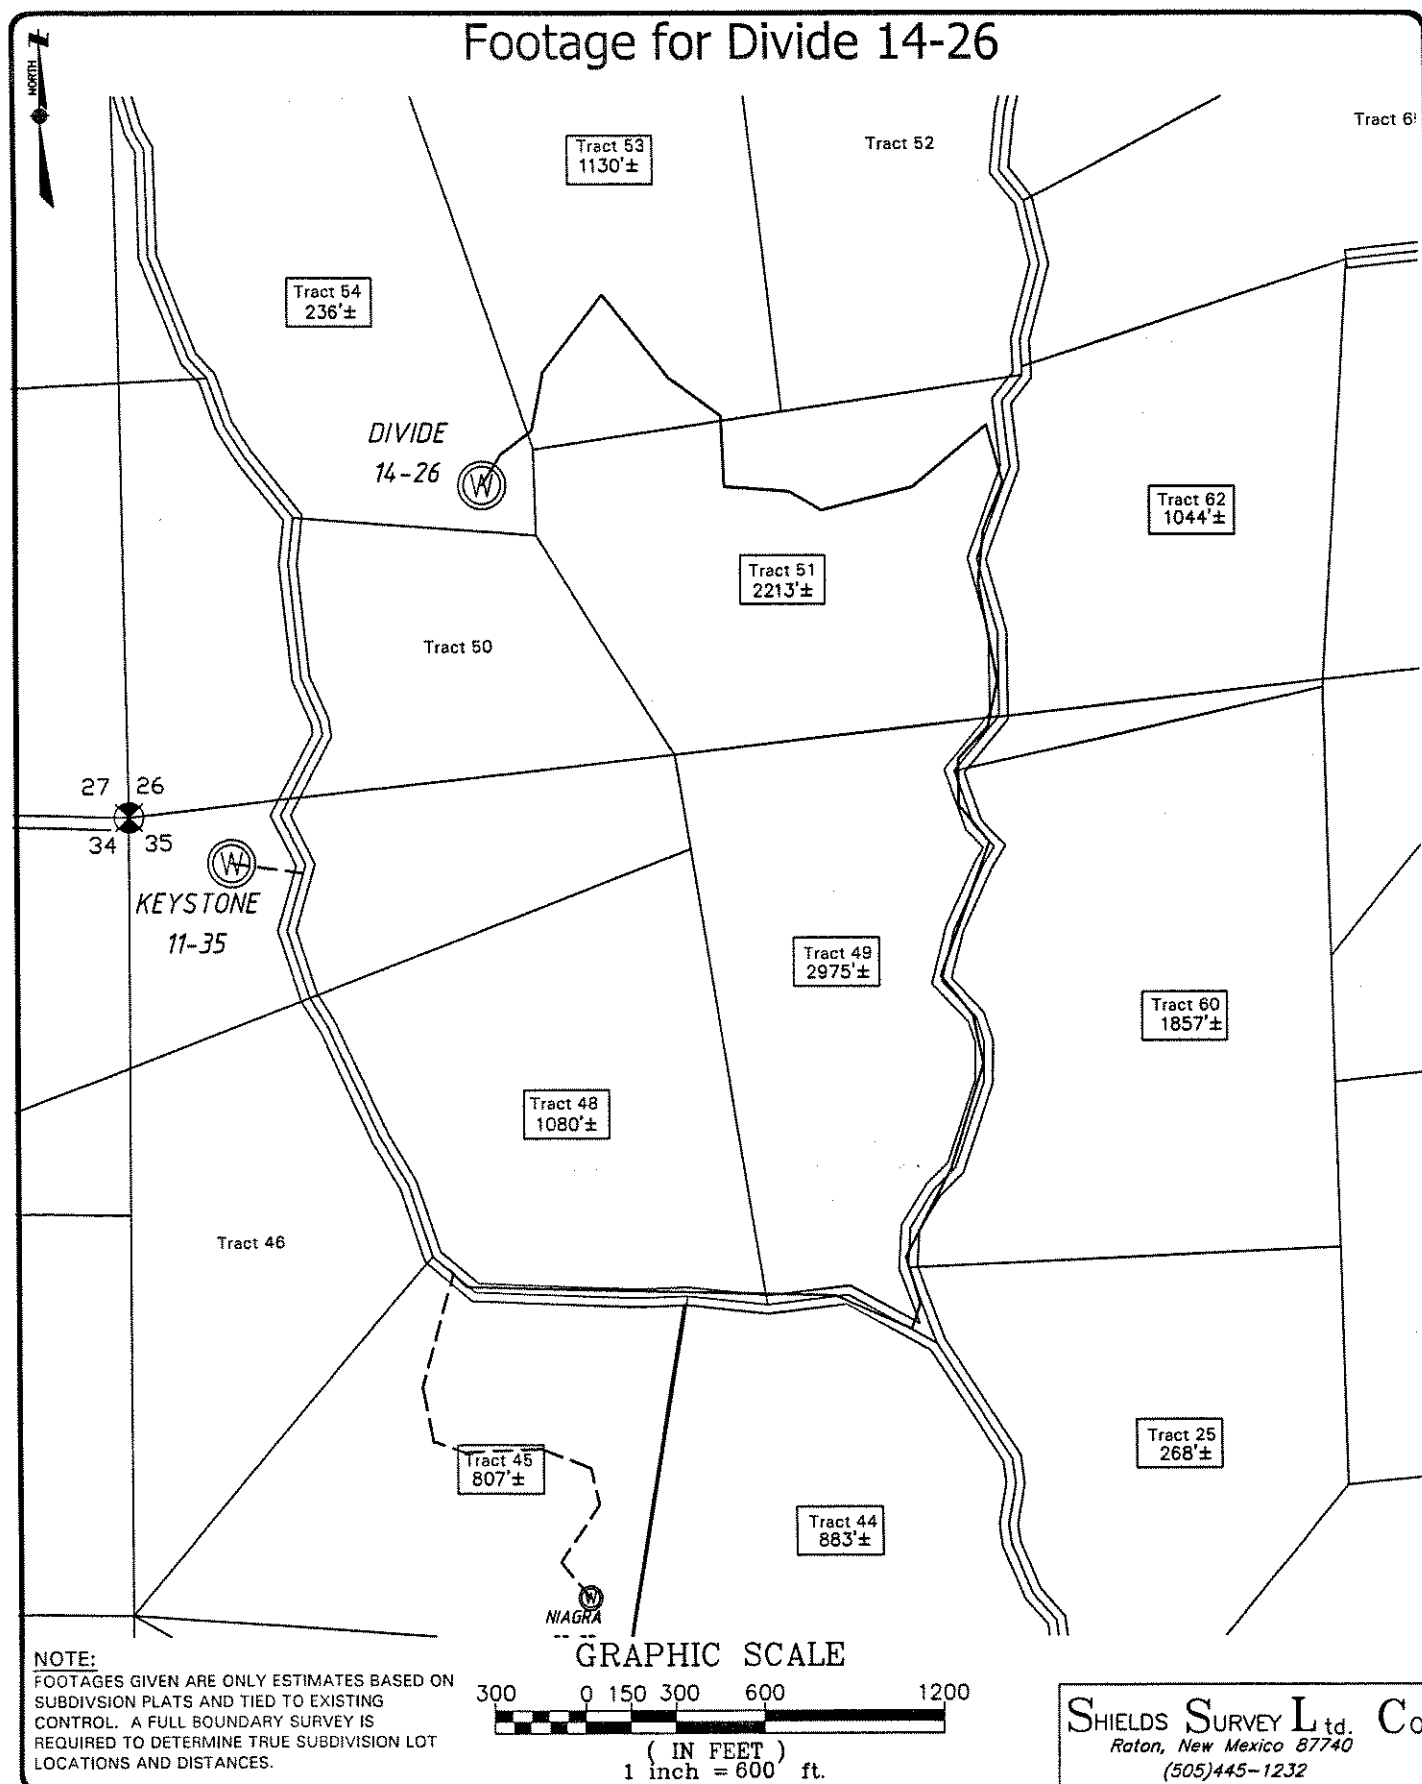 Footage for Divide 14-26
NORTH
Tract 53
1130'±
Tract 52
Tract 6
Tract 54
236'±
DIVIDE
14-26
W
Tract 62
1044'±
Tract 51
2213'±
Tract 50
27 26
34 35
W
KEYSTONE
11-35
Tract 49
2975'±
Tract 60
1857'±
Tract 48
1080'±
Tract 46
Tract 25
268'±
Tract 45
807'±
Tract 44
883'±
W
NIAGRA
NOTE:
FOOTAGES GIVEN ARE ONLY ESTIMATES BASED ON
SUBDIVSION PLATS AND TIED TO EXISTING
CONTROL. A FULL BOUNDARY SURVEY IS
REQUIRED TO DETERMINE TRUE SUBDIVISION LOT
LOCATIONS AND DISTANCES.
GRAPHIC SCALE
300 0 150 300 600 1200
( IN FEET )
1 inch = 600 ft.
SHIELDS SURVEY Ltd. Co
Raton, New Mexico 87740
(505)445-1232